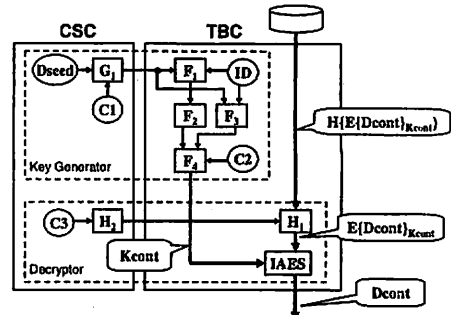 CSC
TBC
Dseed
G1
F1
ID
C1
F2
F3
F4
C2
Key Generator
H{E{Dcont}Kcont)
C3
H2
H1
E{Dcont}Kcont
Kcont
IAES
Decryptor
Dcont